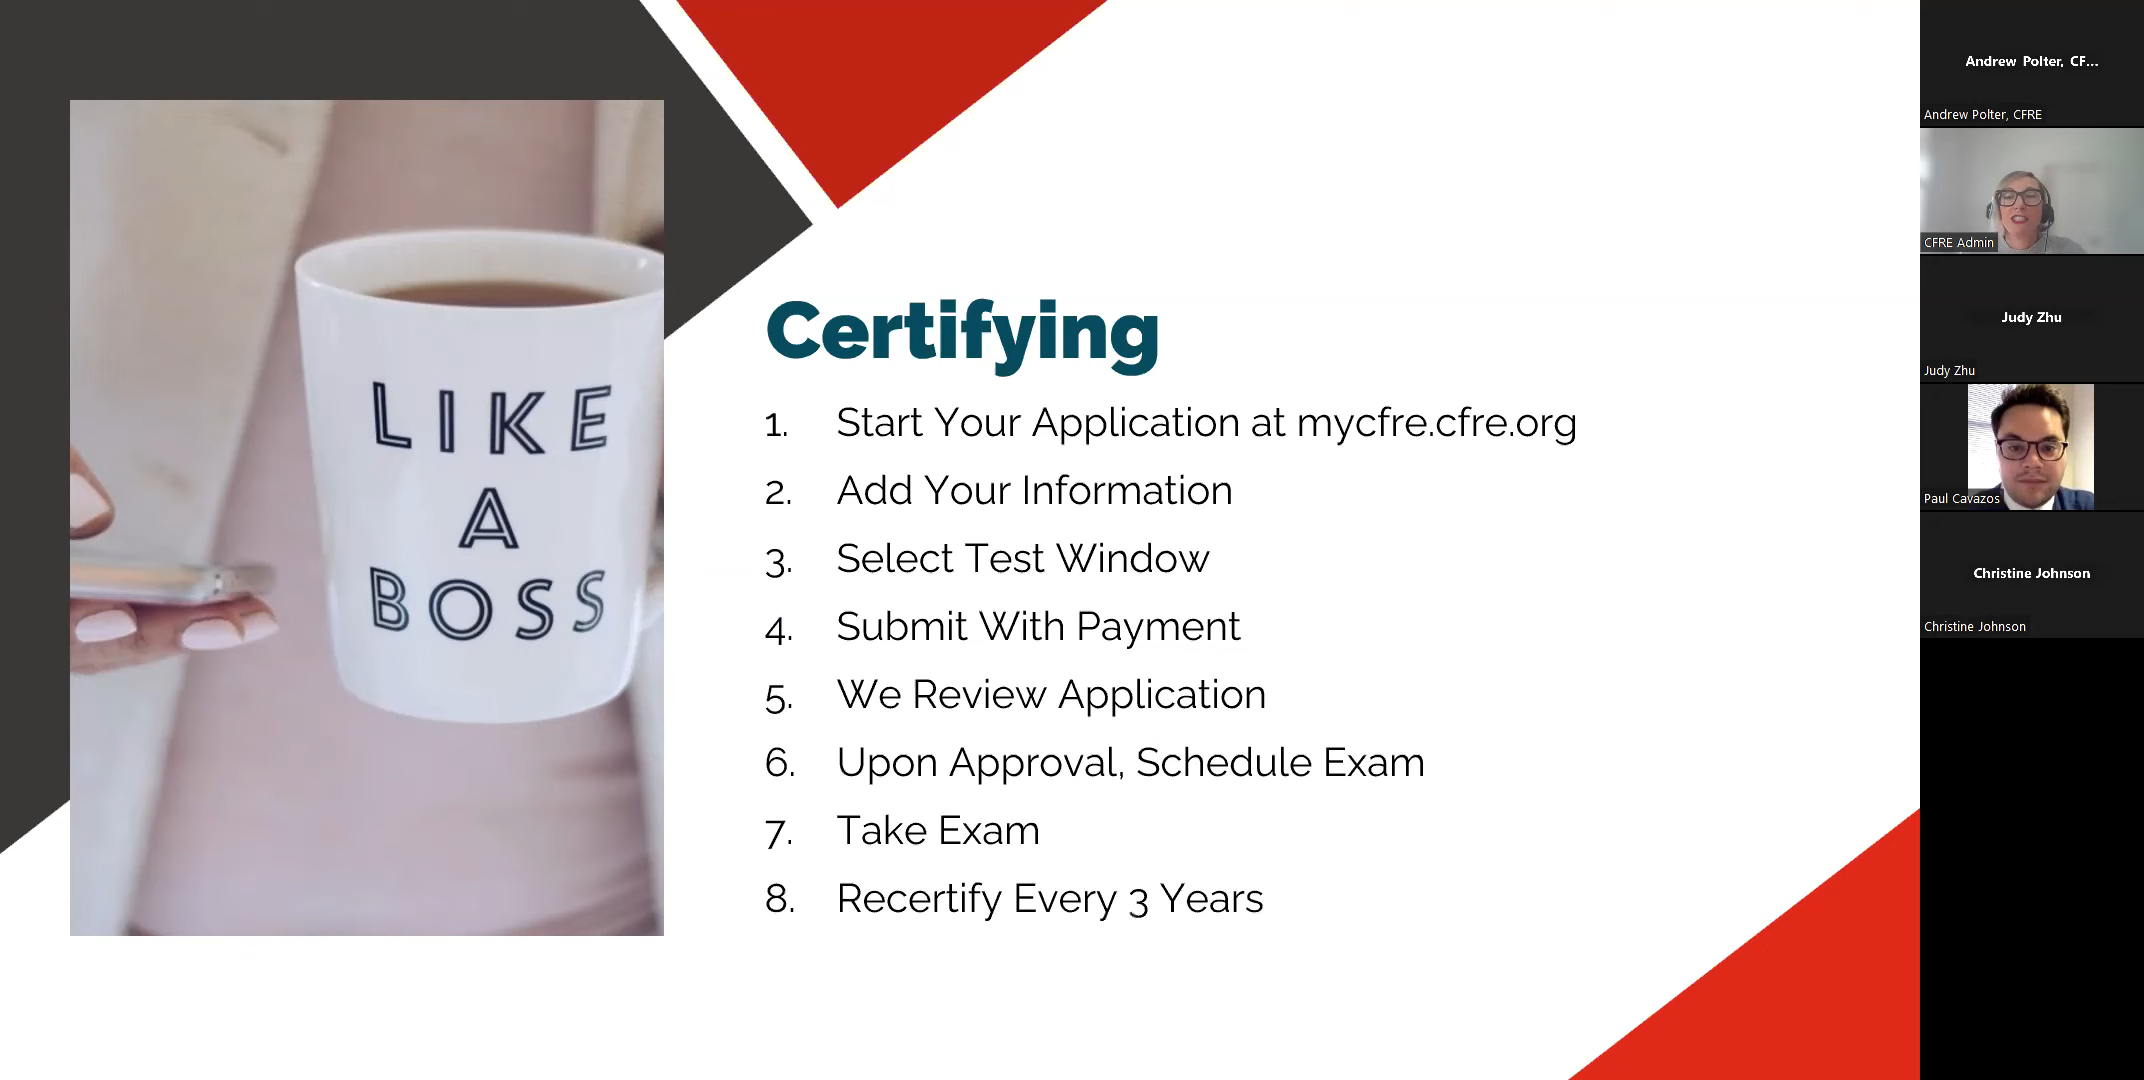 LIKE
A
BOSS
Certifying
1. Start Your Application at mycfre.cfre.org
2. Add Your Information
3. Select Test Window
4. Submit With Payment
5. We Review Application
6. Upon Approval, Schedule Exam
7. Take Exam
8. Recertify Every 3 Years
Andrew Polter, CF...
Andrew Polter, CFRE
CFRE Admin
Judy Zhu
Judy Zhu
Paul Cavazos
Christine Johnson
Christine Johnson